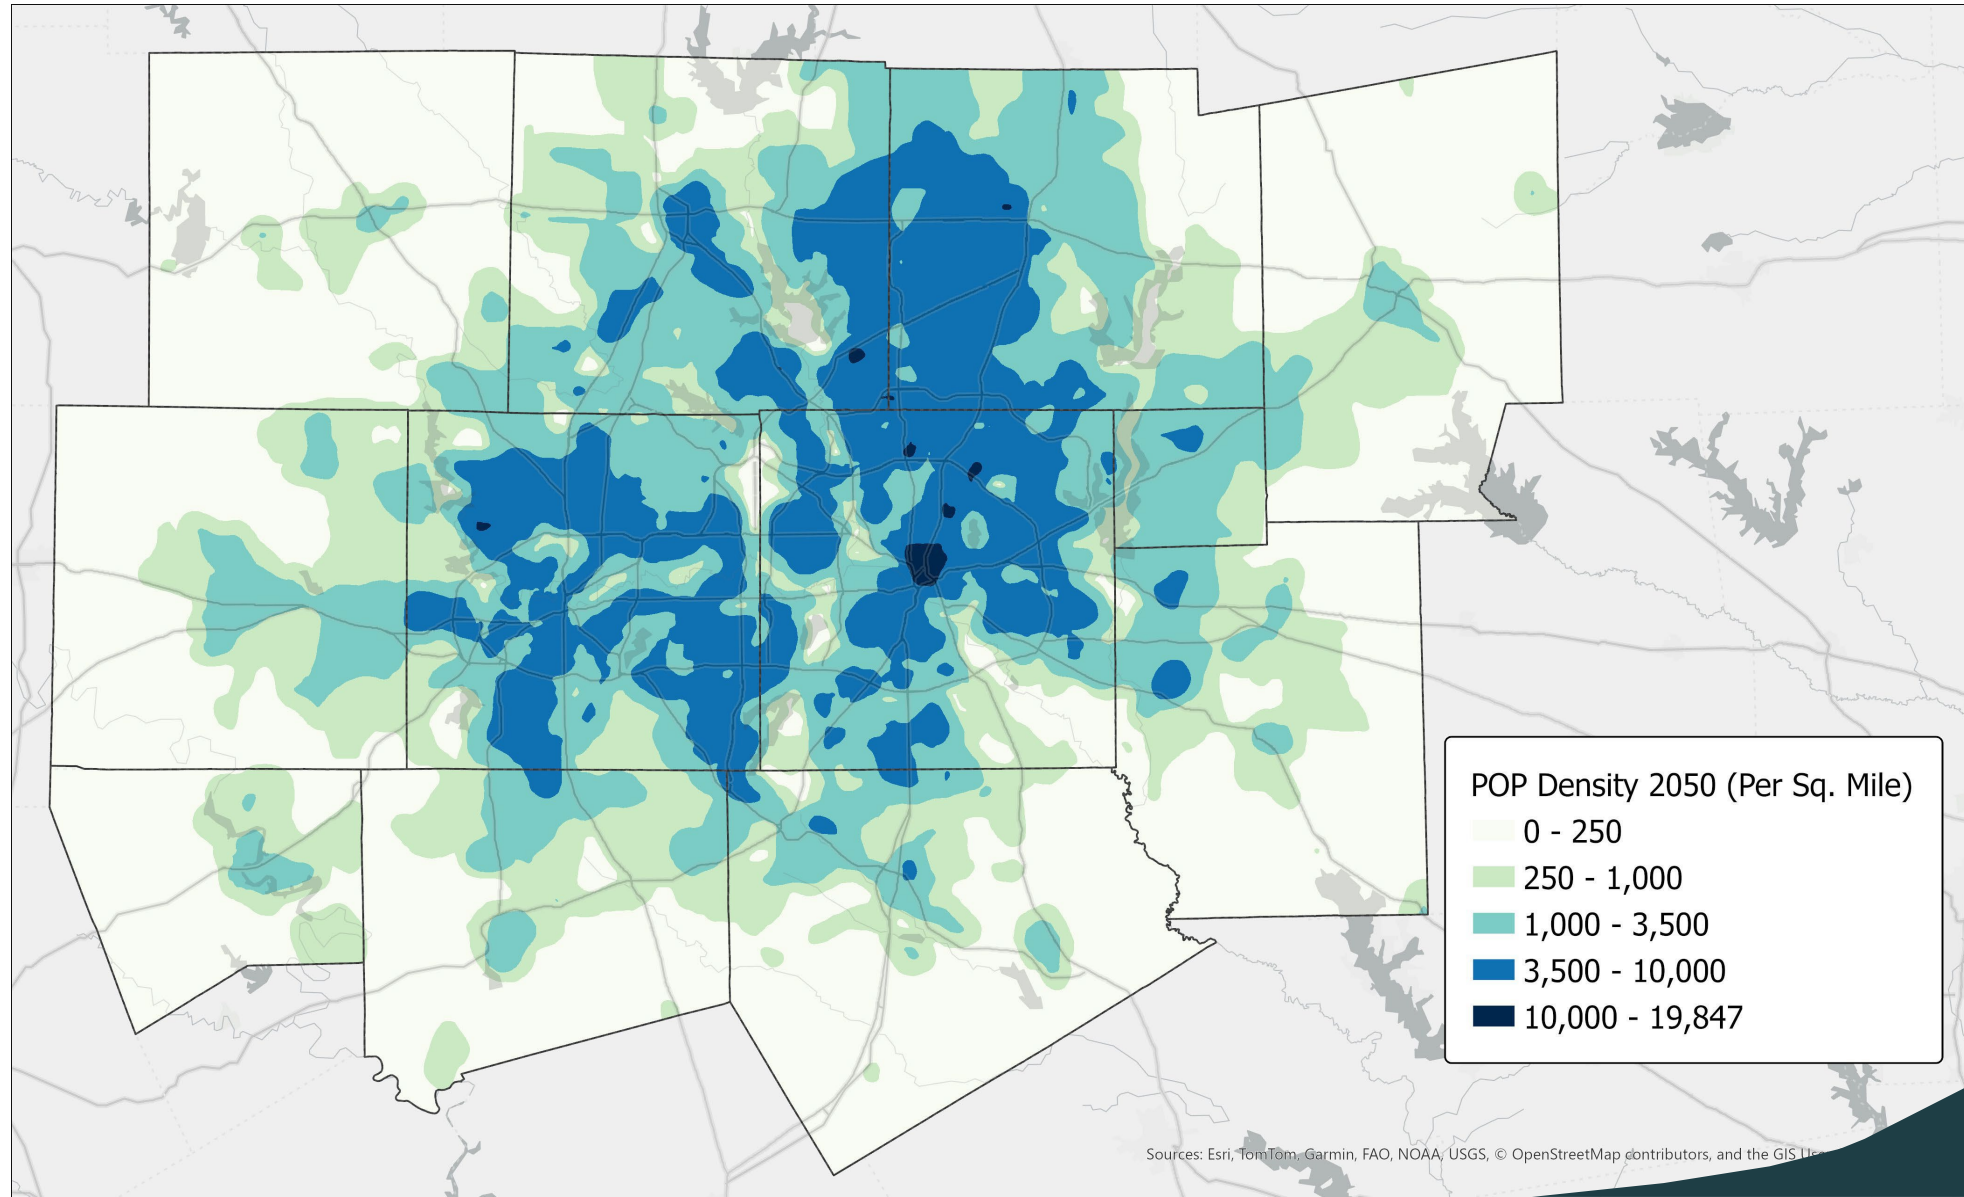 POP Density 2050 (Per Sq. Mile)
0 - 250
250 - 1,000
1,000 - 3,500
3,500 - 10,000
10,000 - 19,847
Sources: Esri, TomTom, Garmin, FAO, NOAA, USGS, © OpenStreetMap contributors, and the GIS